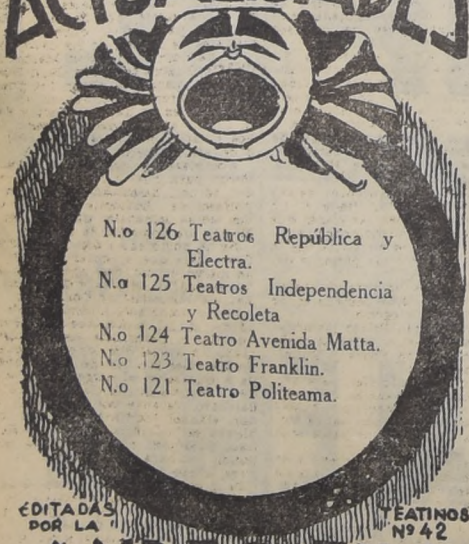 ACTUALIDADES
N.o 126 Teatros República y
Electra.
N.o 125 Teatros Independencia
y Recoleta
N.o 124 Teatro Avenida Matta.
N.o 123 Teatro Franklin.
N.o 121 Teatro Politeama.
EDITADAS
POR LA
TEATINOS
Nº 42